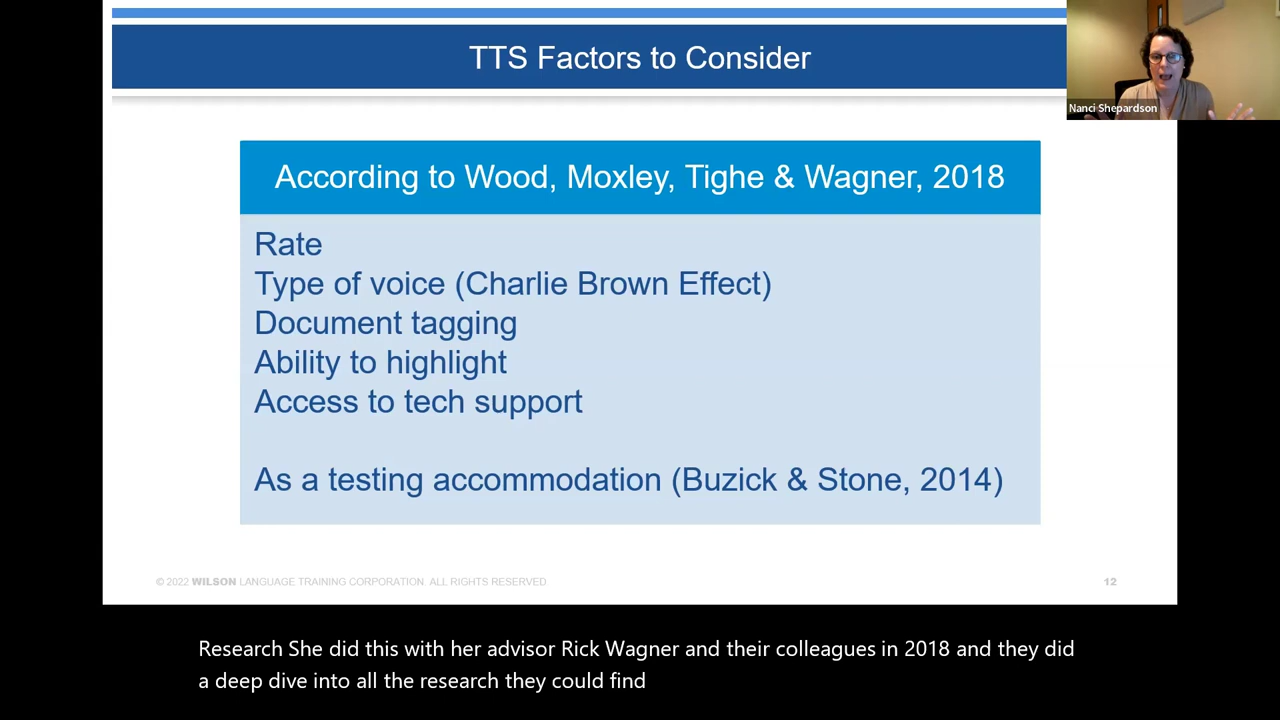 TTS Factors to Consider
Nanci Shepardson
According to Wood, Moxley, Tighe & Wagner, 2018
Rate
Type of voice (Charlie Brown Effect)
Document tagging
Ability to highlight
Access to tech support
As a testing accommodation (Buzick & Stone, 2014)
© 2022 WILSON LANGUAGE TRAINING CORPORATION. ALL RIGHTS RESERVED
12
Research She did this with her advisor Rick Wagner and their colleagues in 2018 and they did
a deep dive into all the research they could find